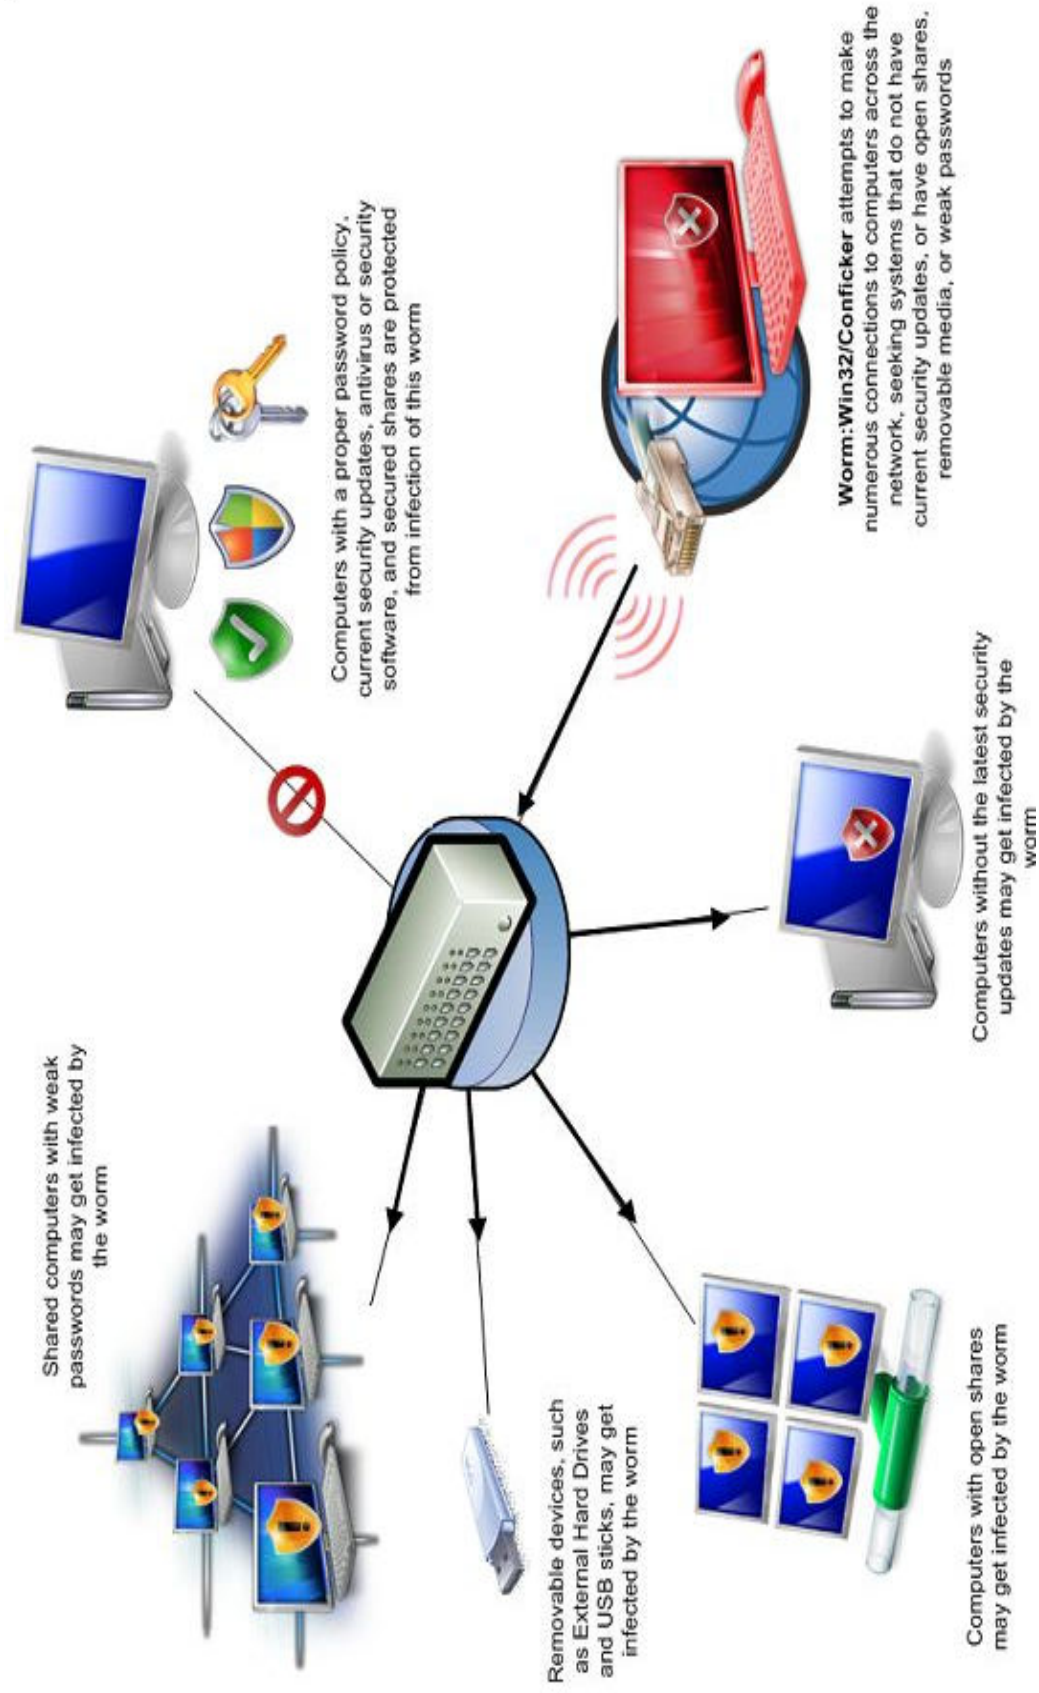 Shared computers with weak
passwords may get infected by
the worm
Computers with a proper password policy,
current security updates, antivirus or security
software, and secured shares are protected
from infection of this worm
Removable devices, such
as External Hard Drives
and USB sticks, may get
infected by the worm
Computers with open shares
may get infected by the worm
Computers without the latest security
updates may get infected by the
worm
Worm:Win32/Conficker attempts to make
numerous connections to computers across the
network, seeking systems that do not have
current security updates, or have open shares,
removable media, or weak passwords